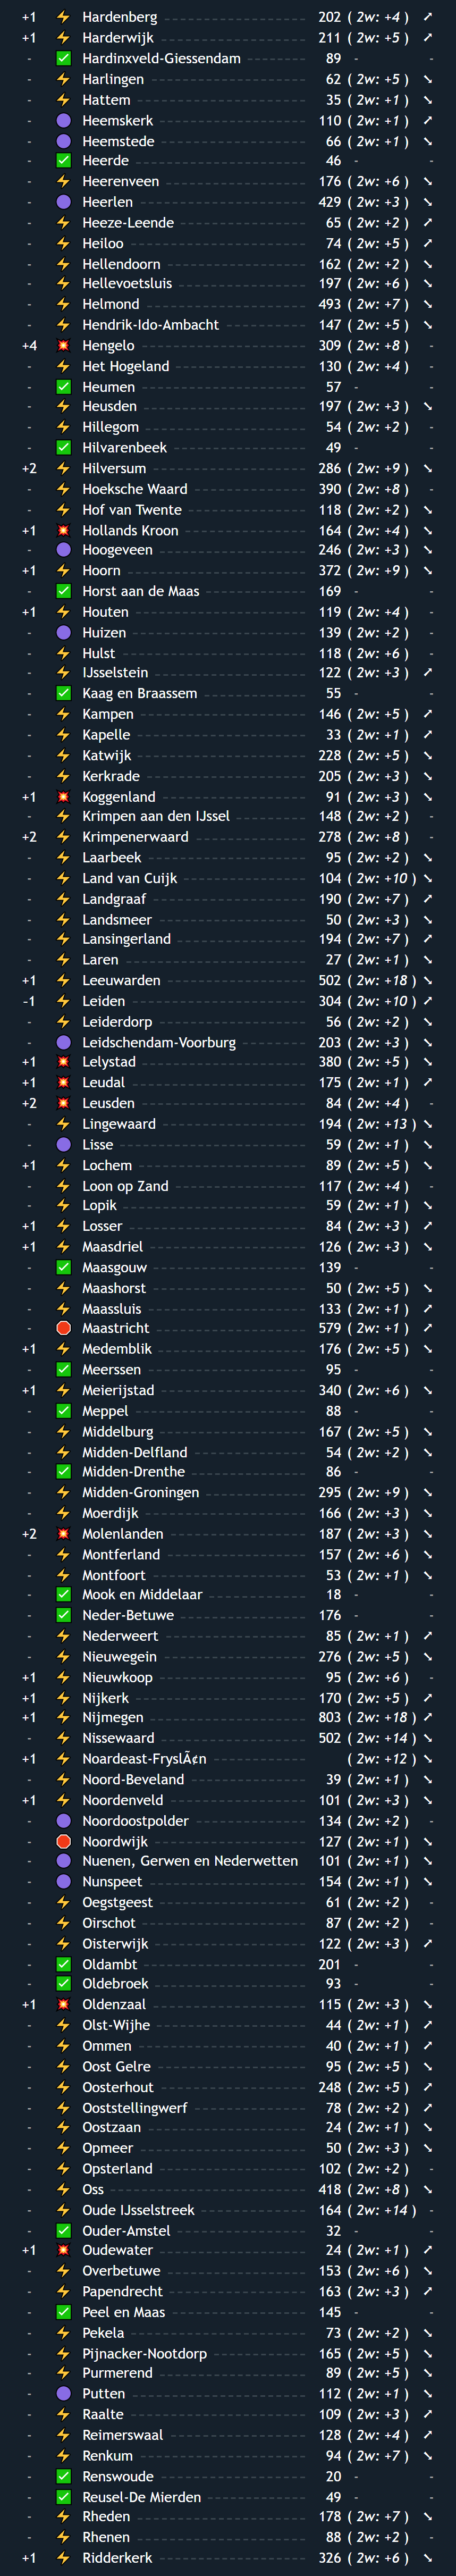 +1 ⚡ Hardenberg 202 ( 2w: +4 ) ↗
+1 ⚡ Harderwijk 211 ( 2w: +5 ) ↗
- ✅ Hardinxveld-Giessendam 89 - -
- ⚡ Harlingen 62 ( 2w: +5 ) ↘
- ⚡ Hattem 35 ( 2w: +1 ) ↘
- 🟣 Heemskerk 110 ( 2w: +1 ) ↗
- 🟣 Heemstede 66 ( 2w: +1 ) ↘
- ✅ Heerde 46 - -
- ⚡ Heerenveen 176 ( 2w: +6 ) ↘
- 🟣 Heerlen 429 ( 2w: +3 ) ↘
- ⚡ Heeze-Leende 65 ( 2w: +2 ) ↗
- ⚡ Heiloo 74 ( 2w: +5 ) ↗
- ⚡ Hellendoorn 162 ( 2w: +2 ) ↘
- ⚡ Hellevoetsluis 197 ( 2w: +6 ) ↘
- ⚡ Helmond 493 ( 2w: +7 ) ↘
- ⚡ Hendrik-Ido-Ambacht 147 ( 2w: +5 ) ↘
+4 💥 Hengelo 309 ( 2w: +8 ) -
- ⚡ Het Hogeland 130 ( 2w: +4 ) -
- ✅ Heumen 57 - -
- ⚡ Heusden 197 ( 2w: +3 ) ↘
- ⚡ Hillegom 54 ( 2w: +2 ) -
- ✅ Hilvarenbeek 49 - -
+2 ⚡ Hilversum 286 ( 2w: +9 ) ↘
- ⚡ Hoeksche Waard 390 ( 2w: +8 ) -
- ⚡ Hof van Twente 118 ( 2w: +2 ) ↘
+1 💥 Hollands Kroon 164 ( 2w: +4 ) ↘
- 🟣 Hoogeveen 246 ( 2w: +3 ) ↘
+1 ⚡ Hoorn 372 ( 2w: +9 ) ↘
- ✅ Horst aan de Maas 169 - -
+1 ⚡ Houten 119 ( 2w: +4 ) -
- 🟣 Huizen 139 ( 2w: +2 ) -
- ⚡ Hulst 118 ( 2w: +6 ) -
- ⚡ IJsselstein 122 ( 2w: +3 ) ↗
- ✅ Kaag en Braassem 55 - -
- ⚡ Kampen 146 ( 2w: +5 ) ↗
- ⚡ Kapelle 33 ( 2w: +1 ) ↗
- ⚡ Katwijk 228 ( 2w: +5 ) ↘
- ⚡ Kerkrade 205 ( 2w: +3 ) ↘
+1 💥 Koggenland 91 ( 2w: +3 ) ↘
- ⚡ Krimpen aan den IJssel 148 ( 2w: +2 ) -
+2 ⚡ Krimpenerwaard 278 ( 2w: +8 ) -
- ⚡ Laarbeek 95 ( 2w: +2 ) ↘
- ⚡ Land van Cuijk 104 ( 2w: +10 ) ↘
- ⚡ Landgraaf 190 ( 2w: +7 ) ↗
- ⚡ Landsmeer 50 ( 2w: +3 ) ↘
- ⚡ Lansingerland 194 ( 2w: +7 ) ↗
- ⚡ Laren 27 ( 2w: +1 ) ↘
+1 ⚡ Leeuwarden 502 ( 2w: +18 ) ↘
-1 ⚡ Leiden 304 ( 2w: +10 ) ↗
- ⚡ Leiderdorp 56 ( 2w: +2 ) ↘
- 🟣 Leidschendam-Voorburg 203 ( 2w: +3 ) ↘
+1 💥 Lelystad 380 ( 2w: +5 ) ↘
+1 💥 Leudal 175 ( 2w: +1 ) ↗
+2 💥 Leusden 84 ( 2w: +4 ) -
- ⚡ Lingewaard 194 ( 2w: +13 ) ↘
- 🟣 Lisse 59 ( 2w: +1 ) ↘
+1 ⚡ Lochem 89 ( 2w: +5 ) ↘
- ⚡ Loon op Zand 117 ( 2w: +4 ) -
- ⚡ Lopik 59 ( 2w: +1 ) ↘
+1 ⚡ Losser 84 ( 2w: +3 ) ↗
+1 ⚡ Maasdriel 126 ( 2w: +3 ) ↘
- ✅ Maasgouw 139 - -
- ⚡ Maashorst 50 ( 2w: +5 ) ↘
- ⚡ Maassluis 133 ( 2w: +1 ) ↗
- 🛑 Maastricht 579 ( 2w: +1 ) ↗
+1 ⚡ Medemblik 176 ( 2w: +5 ) ↘
- ✅ Meerssen 95 - -
+1 ⚡ Meierijstad 340 ( 2w: +6 ) ↘
- ✅ Meppel 88 - -
- ⚡ Middelburg 167 ( 2w: +5 ) ↘
- ⚡ Midden-Delfland 54 ( 2w: +2 ) ↘
- ✅ Midden-Drenthe 86 - -
- ⚡ Midden-Groningen 295 ( 2w: +9 ) ↘
- ⚡ Moerdijk 166 ( 2w: +3 ) ↘
+2 💥 Molenlanden 187 ( 2w: +3 ) ↘
- ⚡ Montferland 157 ( 2w: +6 ) ↘
- ⚡ Montfoort 53 ( 2w: +1 ) ↘
- ✅ Mook en Middelaar 18 - -
- ✅ Neder-Betuwe 176 - -
- ⚡ Nederweert 85 ( 2w: +1 ) ↗
- ⚡ Nieuwegein 276 ( 2w: +5 ) ↘
+1 ⚡ Nieuwkoop 95 ( 2w: +6 ) -
+1 ⚡ Nijkerk 170 ( 2w: +5 ) ↗
+1 ⚡ Nijmegen 803 ( 2w: +18 ) ↗
- ⚡ Nissewaard 502 ( 2w: +14 ) ↘
+1 ⚡ Noardeast-FryslÃ¢n ( 2w: +12 ) ↘
- ⚡ Noord-Beveland 39 ( 2w: +1 ) ↘
+1 ⚡ Noordenveld 101 ( 2w: +3 ) ↘
- 🟣 Noordoostpolder 134 ( 2w: +2 ) -
- 🛑 Noordwijk 127 ( 2w: +1 ) ↘
- 🟣 Nuenen, Gerwen en Nederwetten 101 ( 2w: +1 ) ↘
- 🟣 Nunspeet 154 ( 2w: +1 ) ↘
- ⚡ Oegstgeest 61 ( 2w: +2 ) -
- ⚡ Oirschot 87 ( 2w: +2 ) -
- ⚡ Oisterwijk 122 ( 2w: +3 ) ↗
- ✅ Oldambt 201 - -
- ✅ Oldebroek 93 - -
+1 💥 Oldenzaal 115 ( 2w: +3 ) ↘
- ⚡ Olst-Wijhe 44 ( 2w: +1 ) ↗
- ⚡ Ommen 40 ( 2w: +1 ) ↗
- ⚡ Oost Gelre 95 ( 2w: +5 ) ↘
- ⚡ Oosterhout 248 ( 2w: +5 ) ↗
- ⚡ Ooststellingwerf 78 ( 2w: +2 ) ↗
- ⚡ Oostzaan 24 ( 2w: +1 ) ↘
- ⚡ Opmeer 50 ( 2w: +3 ) ↘
- ⚡ Opsterland 102 ( 2w: +2 ) -
- ⚡ Oss 418 ( 2w: +8 ) ↘
- ⚡ Oude IJsselstreek 164 ( 2w: +14 ) -
- ✅ Ouder-Amstel 32 - -
+1 💥 Oudewater 24 ( 2w: +1 ) ↗
- ⚡ Overbetuwe 153 ( 2w: +6 ) ↘
- ⚡ Papendrecht 163 ( 2w: +3 ) ↗
- ✅ Peel en Maas 145 - -
- ⚡ Pekela 73 ( 2w: +2 ) ↘
- ⚡ Pijnacker-Nootdorp 165 ( 2w: +5 ) ↘
- ⚡ Purmerend 89 ( 2w: +5 ) ↘
- 🟣 Putten 112 ( 2w: +1 ) ↘
- ⚡ Raalte 109 ( 2w: +3 ) ↗
- ⚡ Reimerswaal 128 ( 2w: +4 ) ↗
- ⚡ Renkum 94 ( 2w: +7 ) ↘
- ✅ Renswoude 20 - -
- ✅ Reusel-De Mierden 49 - -
- ⚡ Rheden 178 ( 2w: +7 ) ↘
- ⚡ Rhenen 88 ( 2w: +2 ) -
+1 ⚡ Ridderkerk 326 ( 2w: +6 ) ↘